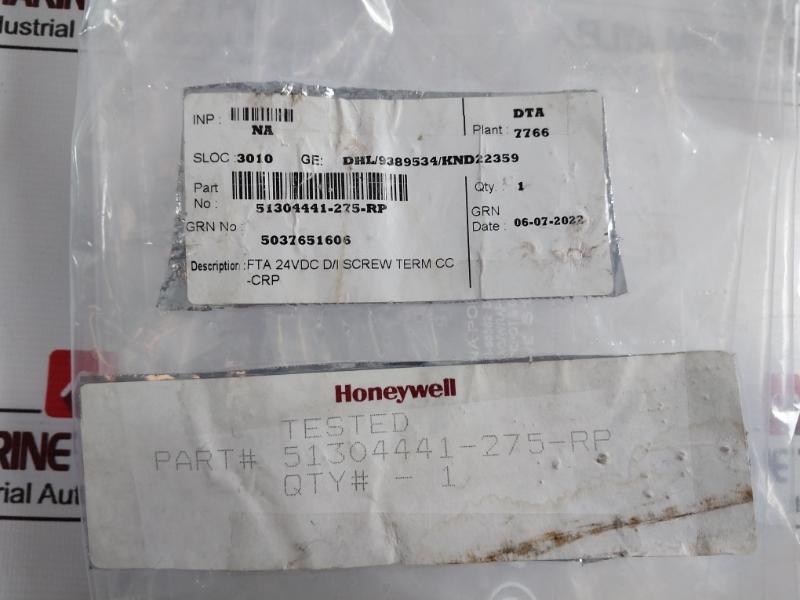 ndustrial
INP :
NA
DTA
Plant : 7766
SLOC :3010 GE: DHL/9389534/KND22359
Part No : 51304441-275-RP
Qty. : 1
GRN No : 5037651606
GRN Date : 06-07-2022
Description :FTA 24VDC D/I SCREW TERM CC
-CRP
Honeywell
TESTED
PART# 51304441-275-RP
QTY# - 1
RINE
rial Aut